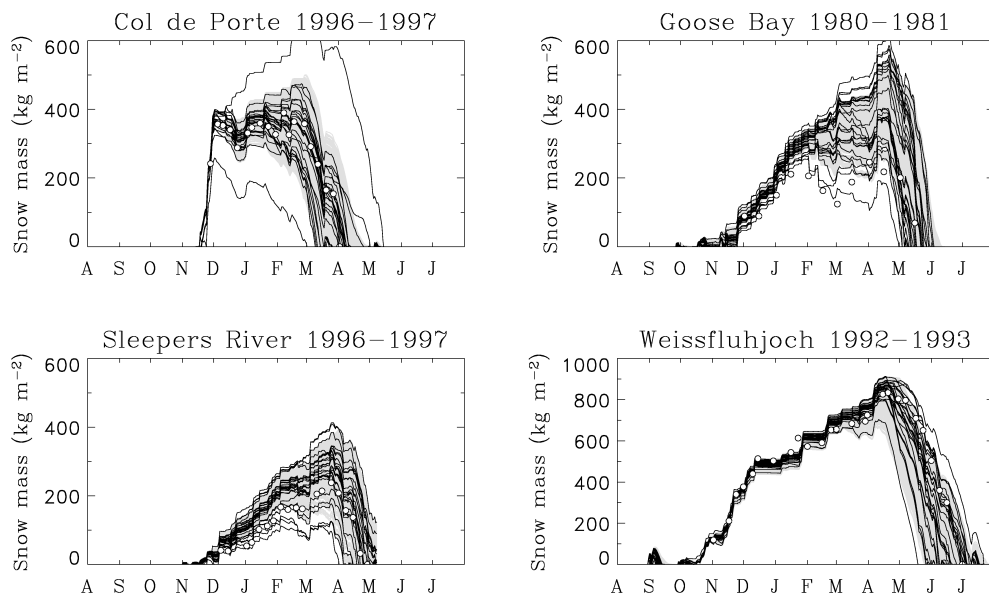 Col de Porte 1996−1997
Snow mass (kg m−2)
600
400
200
0
A S O N D J F M A M J J
Goose Bay 1980−1981
Snow mass (kg m−2)
600
400
200
0
A S O N D J F M A M J J
Sleepers River 1996−1997
Snow mass (kg m−2)
600
400
200
0
A S O N D J F M A M J J
Weissfluhjoch 1992−1993
Snow mass (kg m−2)
1000
800
600
400
200
0
A S O N D J F M A M J J